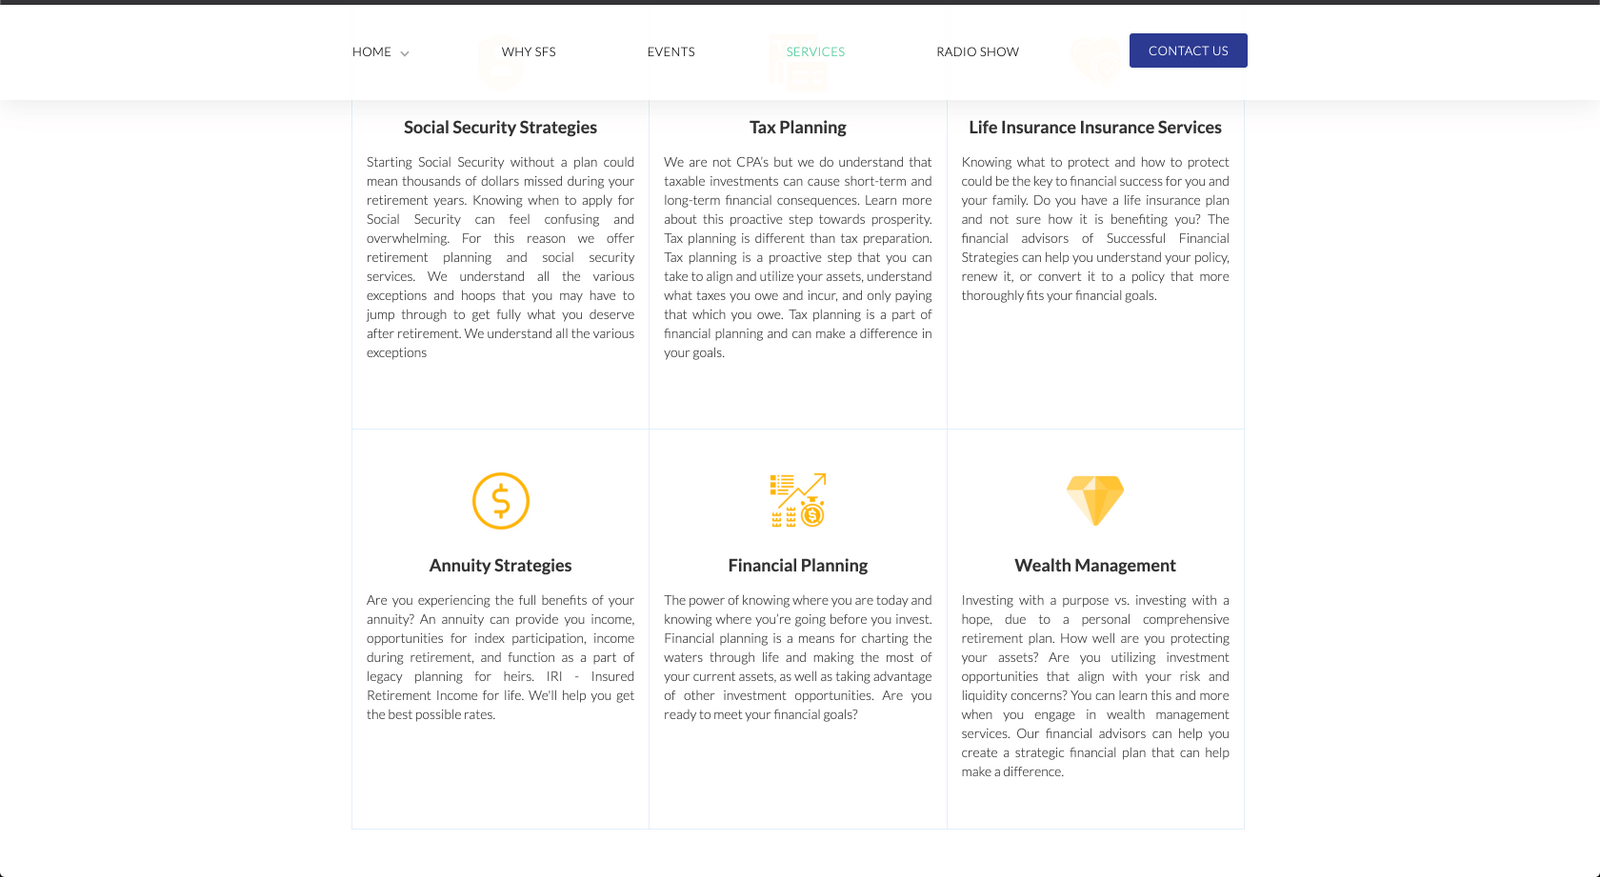 HOME
WHY SFS
EVENTS
SERVICES
RADIO SHOW
CONTACT US
Social Security Strategies
Starting Social Security without a plan could
mean thousands of dollars missed during your
retirement years. Knowing when to apply for
Social Security can feel confusing and
overwhelming. For this reason we offer
retirement planning and social security
services. We understand all the various
exceptions and hoops that you may have to
jump through to get fully what you deserve
after retirement. We understand all the various
exceptions
Tax Planning
We are not CPA's but we do understand that
taxable investments can cause short-term and
long-term financial consequences. Learn more
about this proactive step towards prosperity.
Tax planning is different than tax preparation.
Tax planning is a proactive step that you can
take to align and utilize your assets, understand
what taxes you owe and incur, and only paying
that which you owe. Tax planning is a part of
financial planning and can make a difference in
your goals.
Life Insurance Insurance Services
Knowing what to protect and how to protect
could be the key to financial success for you and
your family. Do you have a life insurance plan
and not sure how it is benefiting you? The
financial advisors of Successful Financial
Strategies can help you understand your policy,
renew it, or convert it to a policy that more
thoroughly fits your financial goals.
Annuity Strategies
Are you experiencing the full benefits of your
annuity? An annuity can provide you income,
opportunities for index participation, income
during retirement, and function as a part of
legacy planning for heirs. IRI - Insured
Retirement Income for life. We'll help you get
the best possible rates.
Financial Planning
The power of knowing where you are today and
knowing where you're going before you invest.
Financial planning is a means for charting the
waters through life and making the most of
your current assets, as well as taking advantage
of other investment opportunities. Are you
ready to meet your financial goals?
Wealth Management
Investing with a purpose vs. investing with a
hope, due to a personal comprehensive
retirement plan. How well are you protecting
your assets? Are you utilizing investment
opportunities that align with your risk and
liquidity concerns? You can learn this and more
when you engage in wealth management
services. Our financial advisors can help you
create a strategic financial plan that can help
make a difference.